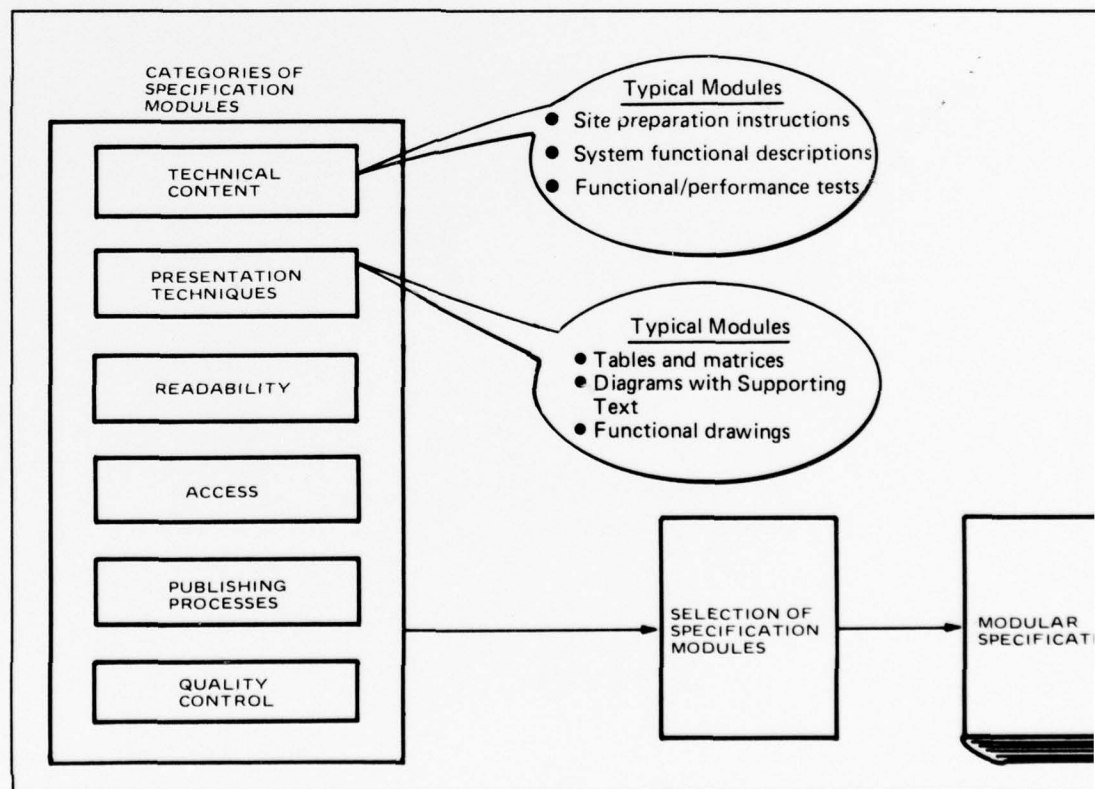 CATEGORIES OF
SPECIFICATION
MODULES
TECHNICAL
CONTENT
PRESENTATION
TECHNIQUES
READABILITY
ACCESS
PUBLISHING
PROCESSES
QUALITY
CONTROL
Typical Modules
● Site preparation instructions
● System functional descriptions
● Functional/performance tests
Typical Modules
● Tables and matrices
● Diagrams with Supporting
Text
● Functional drawings
SELECTION OF
SPECIFICATION
MODULES
MODULAR